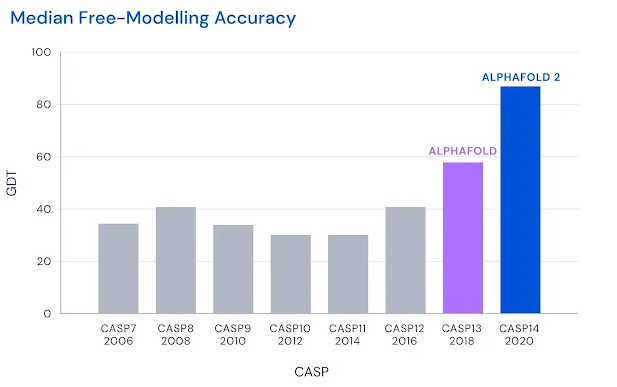 Median Free-Modelling Accuracy
100
ALPHAFOLD 2
80
60
ALPHAFOLD
GDT
40
20
0
CASP7 CASP8 CASP9 CASP10 CASP11 CASP12 CASP13 CASP14
2006 2008 2010 2012 2014 2016 2018 2020
CASP